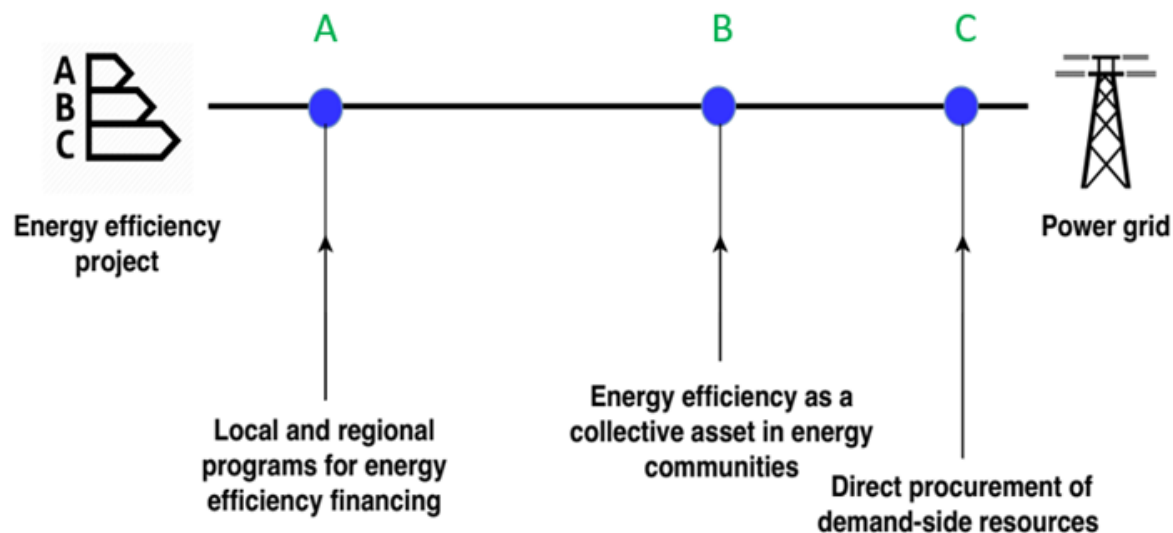 A
B
C
A
B
C
Energy efficiency
project
Power grid
Local and regional
programs for energy
efficiency financing
Energy efficiency as a
collective asset in energy
communities
Direct procurement of
demand-side resources